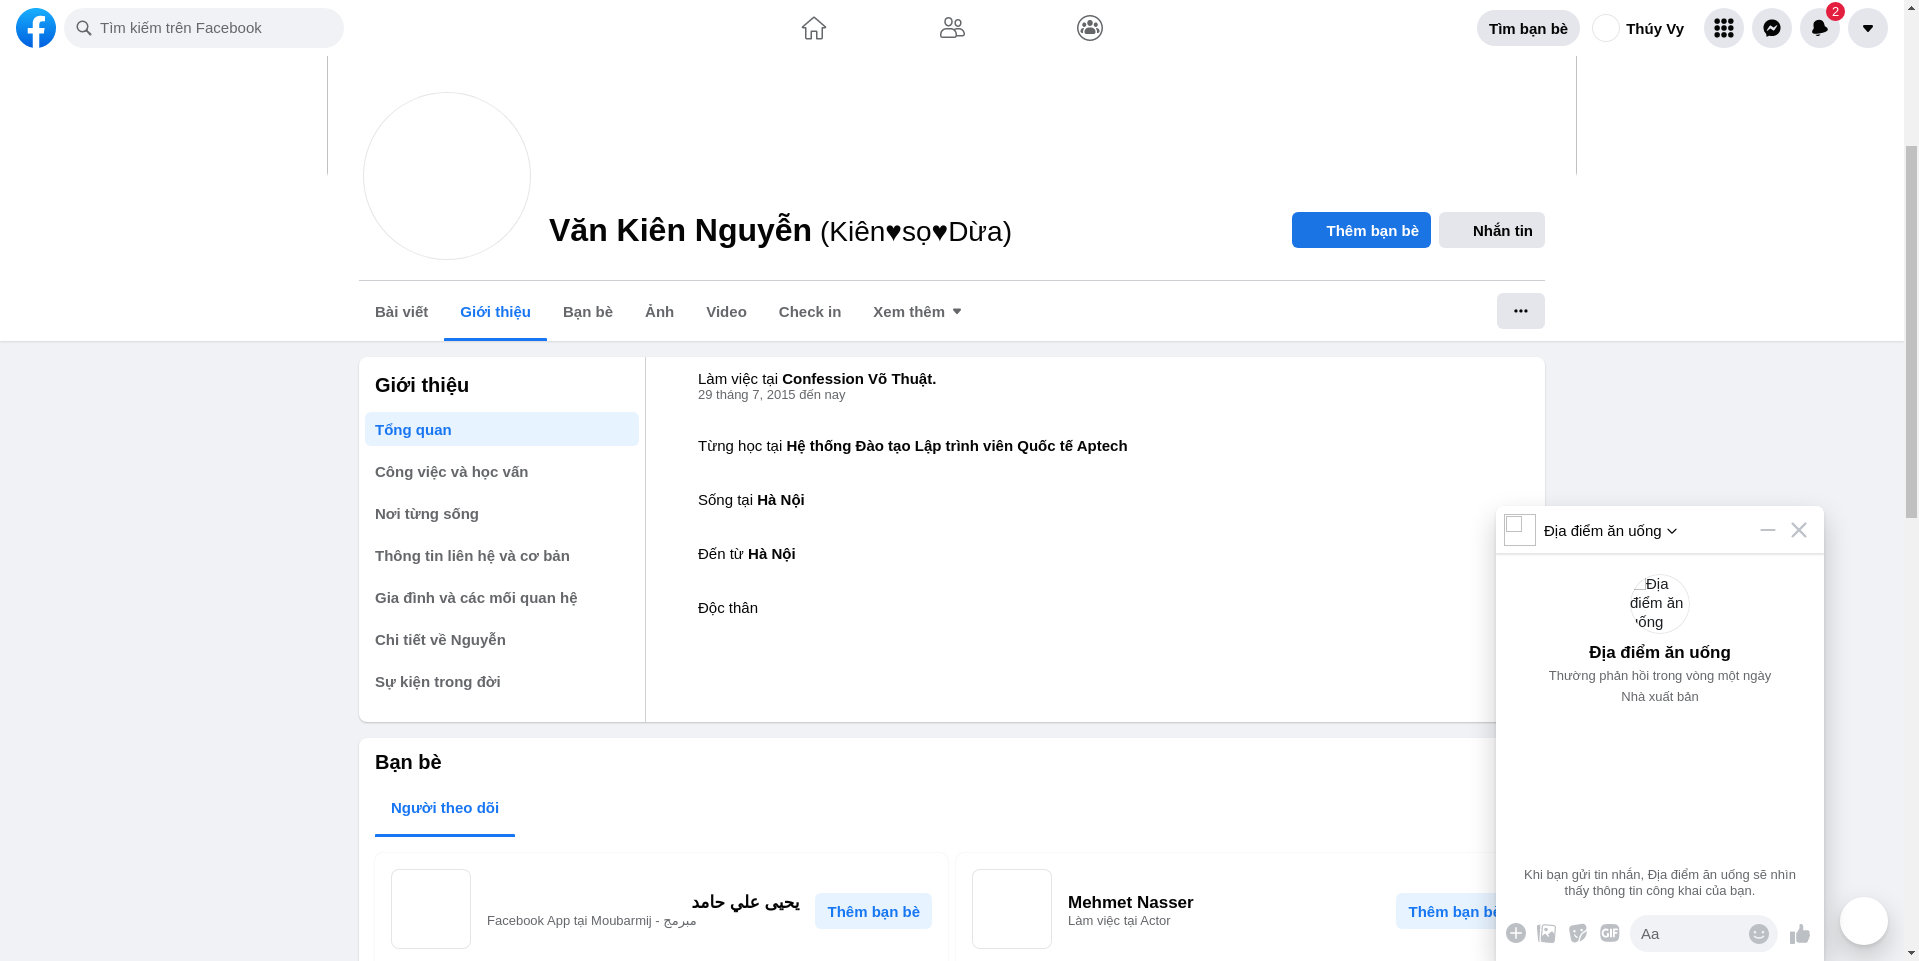 Tìm kiếm trên Facebook
Tìm bạn bè
Thúy Vy
2
Văn Kiên Nguyễn (Kiên♥sọ♥Dừa)
Thêm bạn bè
Nhắn tin
Bài viết
Giới thiệu
Bạn bè
Ảnh
Video
Check in
Xem thêm
Giới thiệu
Tổng quan
Công việc và học vấn
Nơi từng sống
Thông tin liên hệ và cơ bản
Gia đình và các mối quan hệ
Chi tiết về Nguyễn
Sự kiện trong đời
Làm việc tại Confession Võ Thuật.
29 tháng 7, 2015 đến nay
Từng học tại Hệ thống Đào tạo Lập trình viên Quốc tế Aptech
Sống tại Hà Nội
Đến từ Hà Nội
Độc thân
Bạn bè
Người theo dõi
يحيى علي حامد
Facebook App tại Moubarmij - مبرمج
Thêm bạn bè
Mehmet Nasser
Làm việc tại Actor
Thêm bạn bè
Địa điểm ăn uống
Địa
điểm ăn
uống
Địa điểm ăn uống
Thường phản hồi trong vòng một ngày
Nhà xuất bản
Khi bạn gửi tin nhắn, Địa điểm ăn uống sẽ nhìn
thấy thông tin công khai của bạn.
GIF
Aa